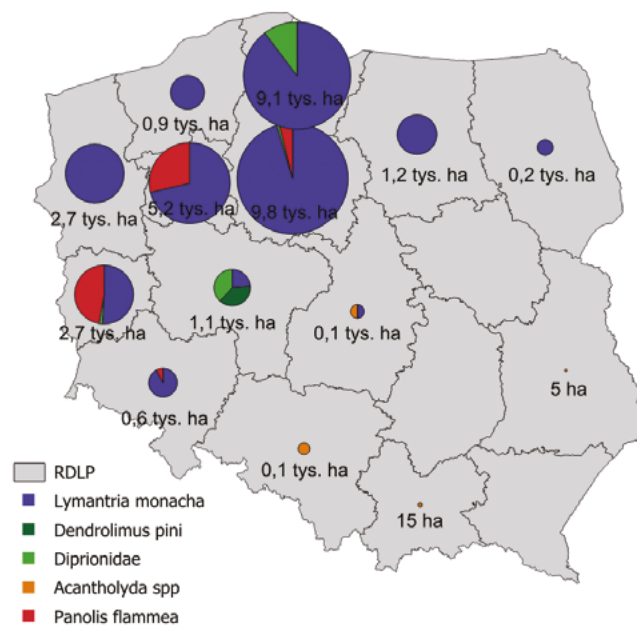 9,1 tys. ha
0,9 tys. ha
1,2 tys. ha
0,2 tys. ha
2,7 tys. ha
5,2 tys. ha
9,8 tys. ha
2,7 tys, ha
1,1 tys. ha
0,1 tys. ha
5 ha
0,6 tys. ha
0,1 tys. ha
15 ha
RDLP
Lymantria monacha
Dendrolimus pini
Diprionidae
Acantholyda spp
Panolis flammea